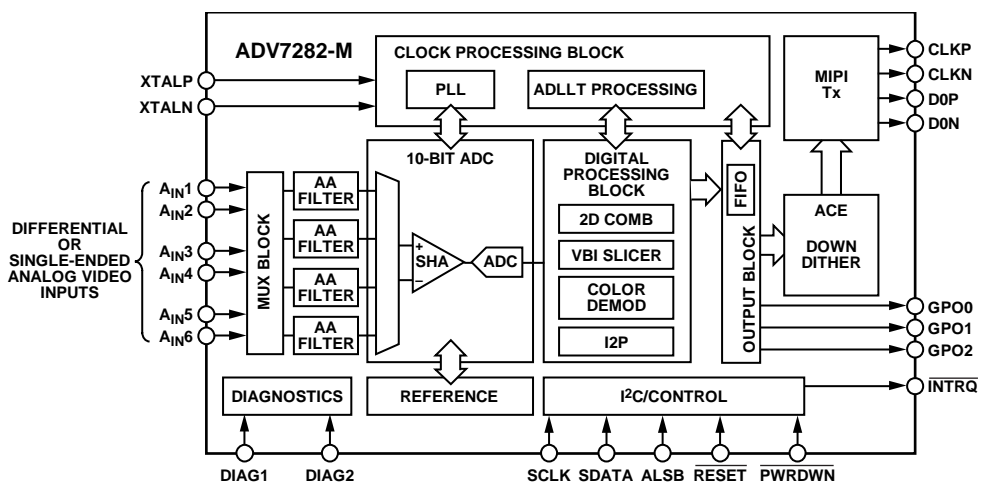 ADV7282-M
CLOCK PROCESSING BLOCK
PLL
ADLLT PROCESSING
MIPI
Tx
CLKP
CLKN
D0P
D0N
XTALP
XTALN
10-BIT ADC
DIGITAL
PROCESSING
BLOCK
2D COMB
VBI SLICER
COLOR
DEMOD
I2P
FIFO
OUTPUT BLOCK
ACE
DOWN
DITHER
DIFFERENTIAL
OR
SINGLE-ENDED
ANALOG VIDEO
INPUTS
AIN1
AIN2
AIN3
AIN4
AIN5
AIN6
MUX BLOCK
AA
FILTER
AA
FILTER
AA
FILTER
AA
FILTER
+
SHA
–
ADC
GPO0
GPO1
GPO2
INTRQ
DIAGNOSTICS
REFERENCE
I2C/CONTROL
DIAG1
DIAG2
SCLK
SDATA
ALSB
RESET
PWRDWN